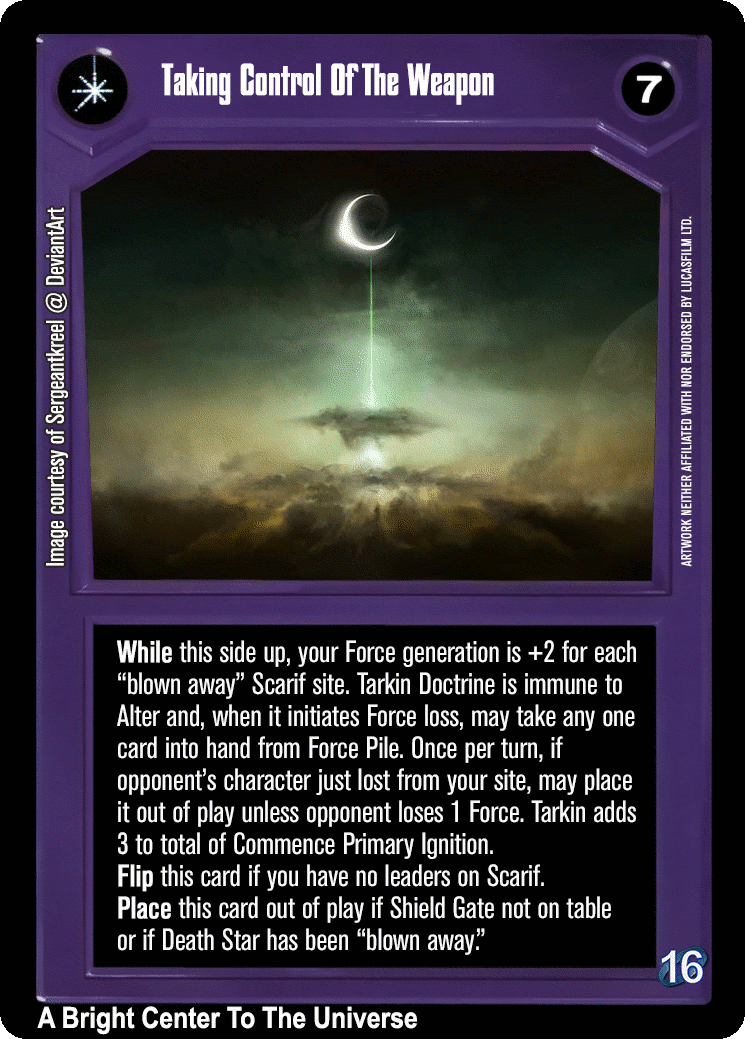 Taking Control Of The Weapon
7
Image courtesy of Sergeantkreel @ DeviantArt
ARTWORK NEITHER AFFILIATED WITH NOR ENDORSED BY LUCASFILM LTD.
While this side up, your Force generation is +2 for each
“blown away” Scarif site. Tarkin Doctrine is immune to
Alter and, when it initiates Force loss, may take any one
card into hand from Force Pile. Once per turn, if
opponent’s character just lost from your site, may place
it out of play unless opponent loses 1 Force. Tarkin adds
3 to total of Commence Primary Ignition.
Flip this card if you have no leaders on Scarif.
Place this card out of play if Shield Gate not on table
or if Death Star has been “blown away.”
16
A Bright Center To The Universe